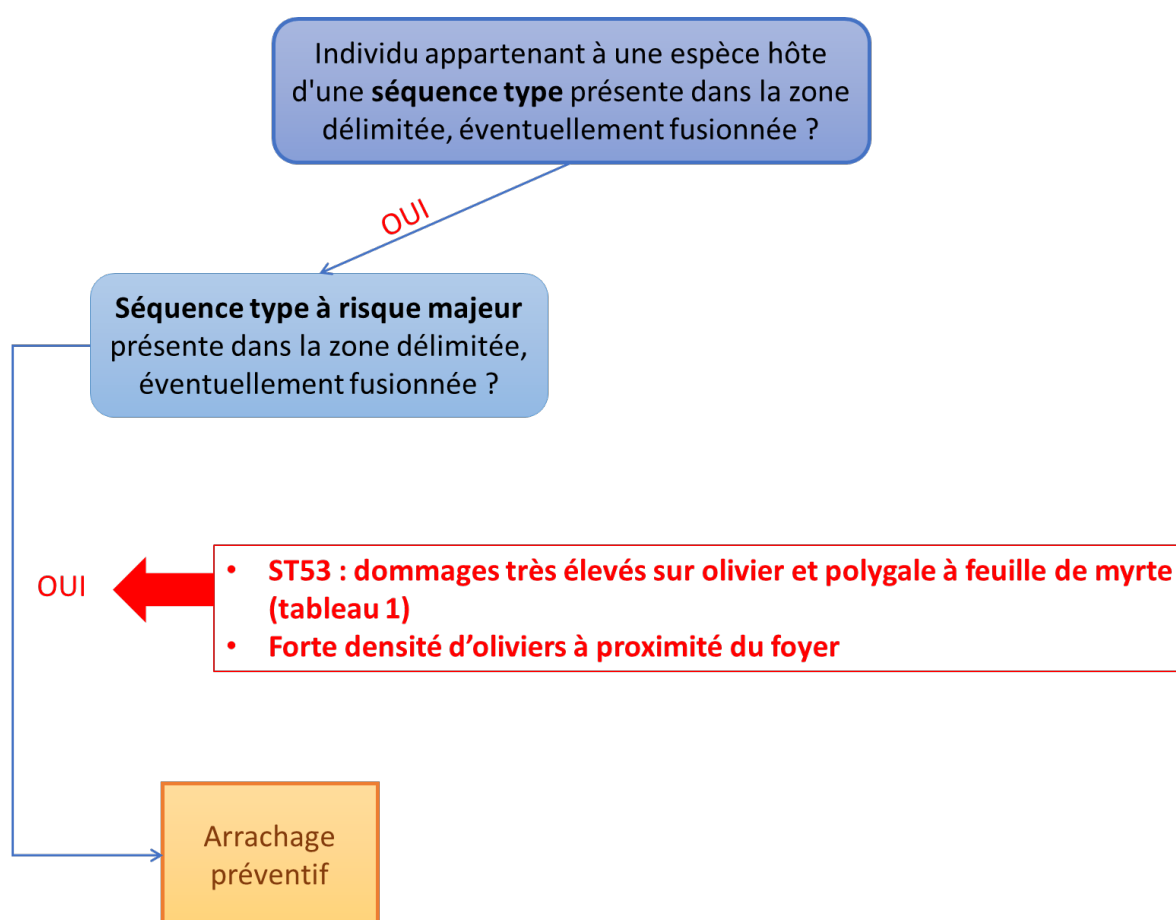 Individu appartenant à une espèce hôte
d'une séquence type présente dans la zone
délimitée, éventuellement fusionnée ?
OUI
Séquence type à risque majeur
présente dans la zone délimitée,
éventuellement fusionnée ?
OUI
• ST53 : dommages très élevés sur olivier et polygale à feuille de myrte
(tableau 1)
• Forte densité d’oliviers à proximité du foyer
Arrachage
préventif